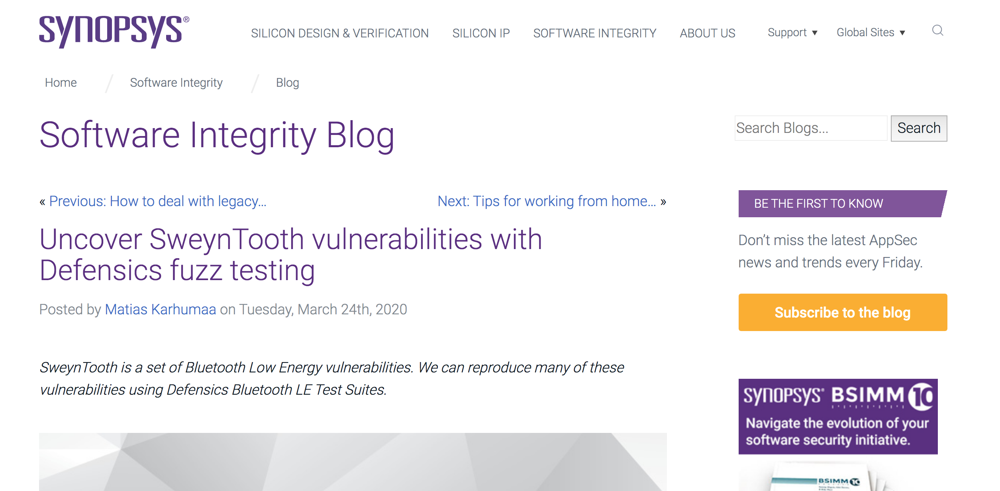 SYNOPSYS®
SILICON DESIGN & VERIFICATION
SILICON IP
SOFTWARE INTEGRITY
ABOUT US
Support ▼
Global Sites ▼
Home / Software Integrity / Blog
Software Integrity Blog
Search Blogs...
Search
« Previous: How to deal with legacy...
Next: Tips for working from home... »
Uncover SweynTooth vulnerabilities with
Defensics fuzz testing
Posted by Matias Karhumaa on Tuesday, March 24th, 2020
SweynTooth is a set of Bluetooth Low Energy vulnerabilities. We can reproduce many of these
vulnerabilities using Defensics Bluetooth LE Test Suites.
BE THE FIRST TO KNOW
Don’t miss the latest AppSec
news and trends every Friday.
Subscribe to the blog
SYNOPSYS® BSIMM 10
Navigate the evolution of your
software security initiative.
BSIMM 10